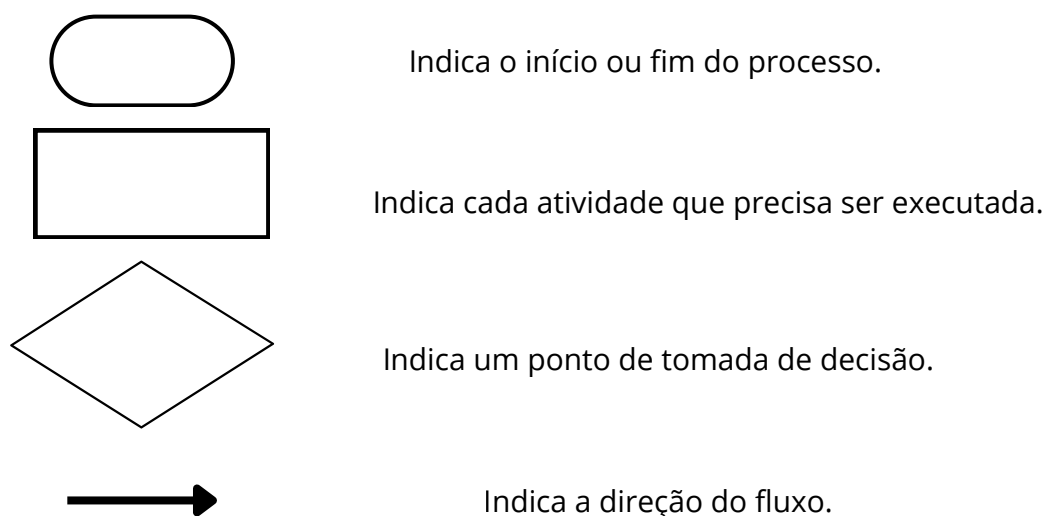 Indica o início ou fim do processo.
Indica cada atividade que precisa ser executada.
Indica um ponto de tomada de decisão.
Indica a direção do fluxo.